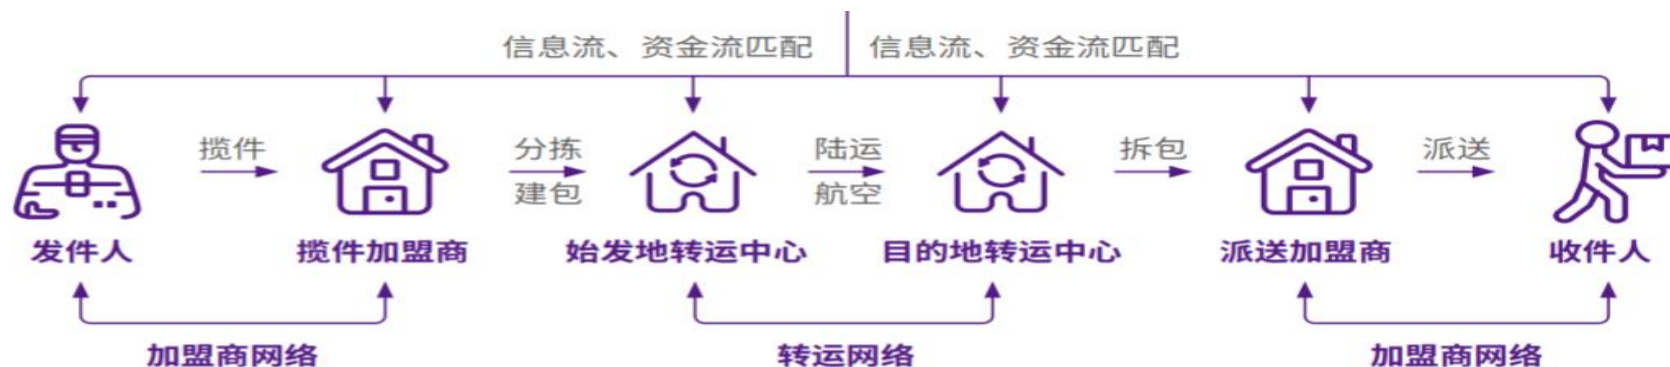 信息流、资金流匹配
信息流、资金流匹配
揽件
分拣
建包
陆运
航空
拆包
派送
发件人
揽件加盟商
始发地转运中心
目的地转运中心
派送加盟商
收件人
加盟商网络
转运网络
加盟商网络